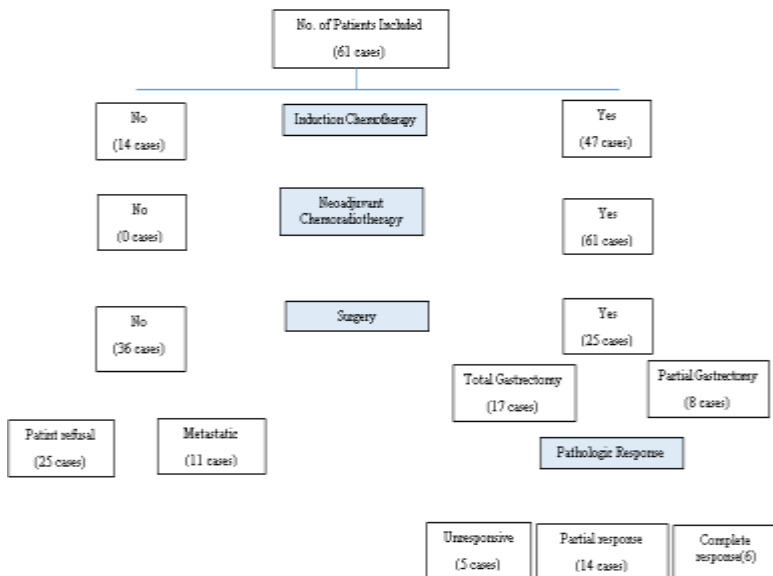 No. of Patients Included
(61 cases)
No
(14 cases)
Induction Chemotherapy
Yes
(47 cases)
No
(0 cases)
Neoadjuvant
Chemoradiotherapy
Yes
(61 cases)
No
(36 cases)
Surgery
Yes
(25 cases)
Total Gastrectomy
(17 cases)
Partial Gastrectomy
(8 cases)
Patint refusal
(25 cases)
Metastatic
(11 cases)
Pathologic Response
Unresponsive
(5 cases)
Partial response
(14 cases)
Complete
response(6)